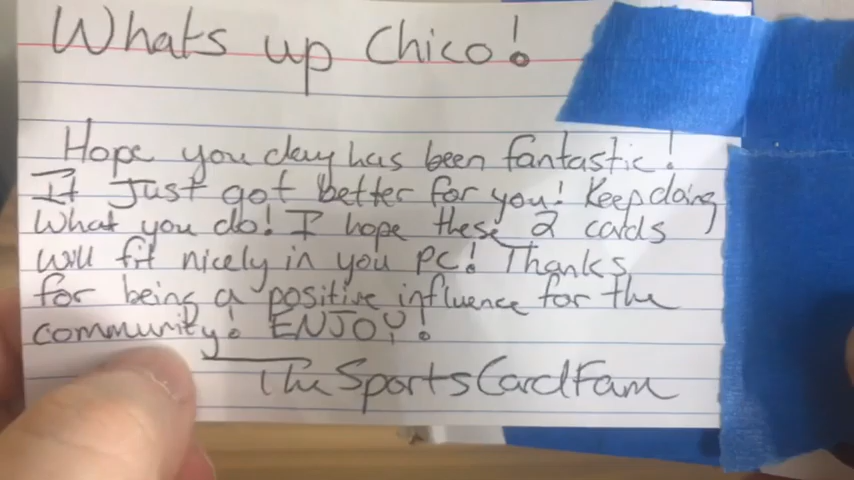 Whats up Chico!
Hope you day has been fantastic!
It Just got better for you! Keep doing
What you do! I hope these 2 cards
will fit nicely in you PC! Thanks
for being a positive influence for the
community! ENJOY!
TheSportsCardFam